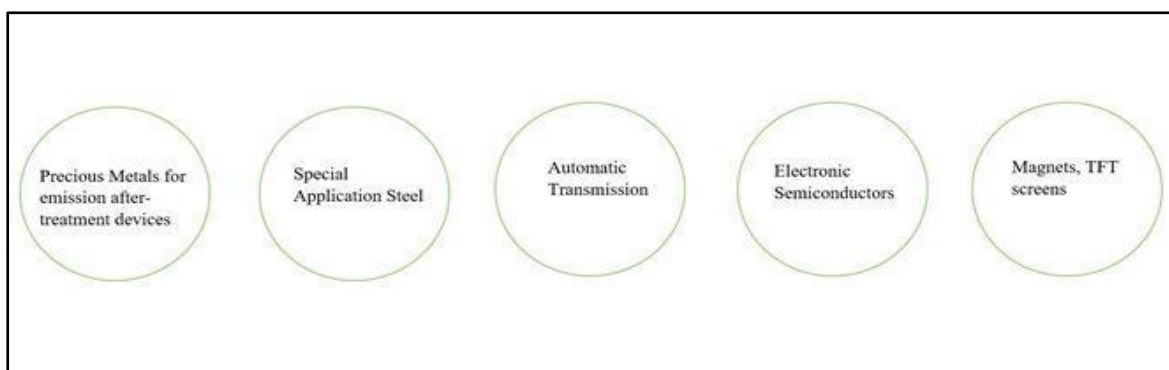 Precious Metals for
emission after-
treatment devices
Special
Application Steel
Automatic
Transmission
Electronic
Semiconductors
Magnets, TFT
screens